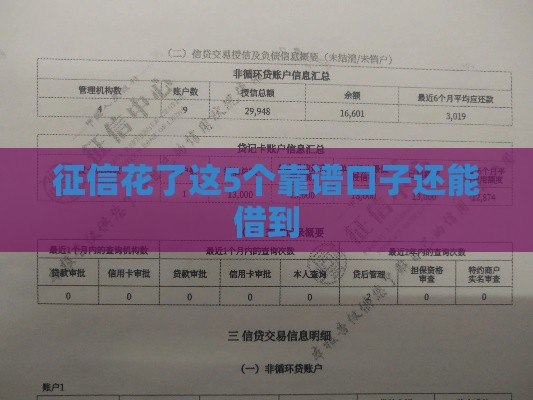 (二) 信贷交易授信及负债信息概要 (未结清/未销户)
非循环贷账户信息汇总
管理机构数 账户数 授信总额 余额 最近6个月平均应还款
4 9 29,948 16,601 3,019
贷记卡账户信息汇总
征信花了这5个靠谱口子还能
借到
最近1个月内的查询机构数 最近1个月内的查询次数 最近2年内的查询次数
贷款审批 信用卡审批 贷款审批 信用卡审批 本人查询 贷后管理 担保资格审查 特约商户实名审查
0 0 0 0 0 2 0 0
三 信贷交易信息明细
(一) 非循环贷账户
账户1